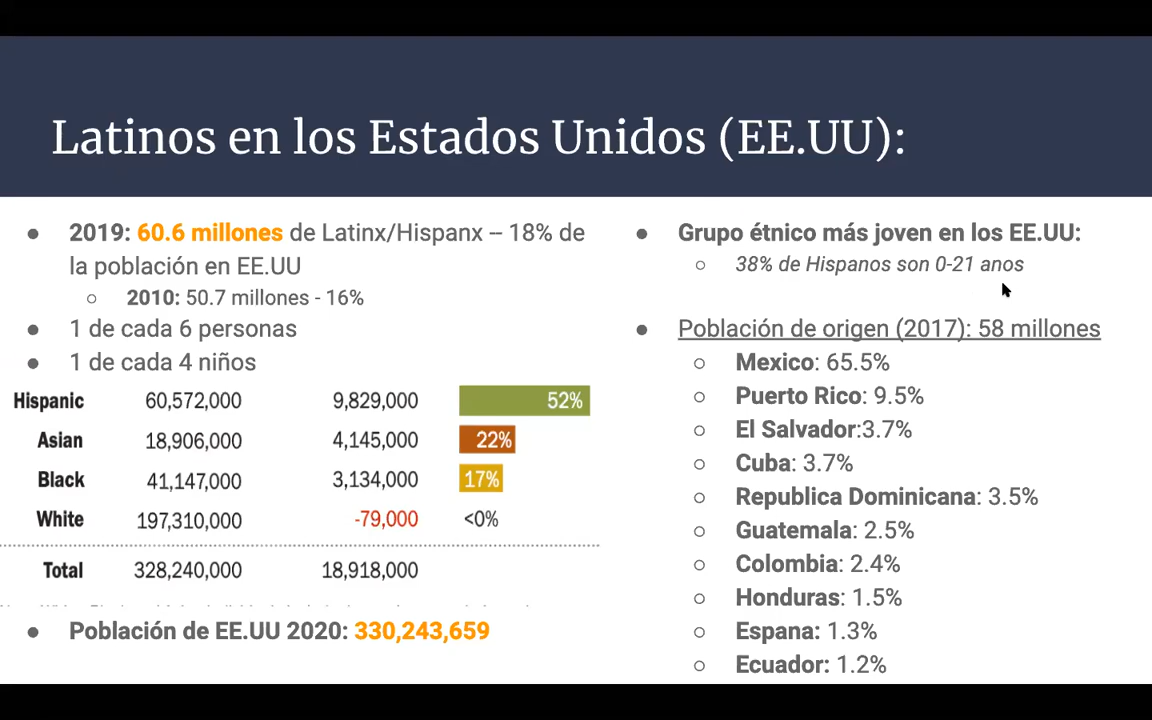 Latinos en los Estados Unidos (EE.UU):
● 2019: 60.6 millones de Latinx/Hispanx -- 18% de
la población en EE.UU
○ 2010: 50.7 millones - 16%
● 1 de cada 6 personas
● 1 de cada 4 niños
Hispanic 60,572,000 9,829,000 52%
Asian 18,906,000 4,145,000 22%
Black 41,147,000 3,134,000 17%
White 197,310,000 -79,000 <0%
Total 328,240,000 18,918,000
● Población de EE.UU 2020: 330,243,659
● Grupo étnico más joven en los EE.UU:
○ 38% de Hispanos son 0-21 anos
● Población de origen (2017): 58 millones
○ Mexico: 65.5%
○ Puerto Rico: 9.5%
○ El Salvador:3.7%
○ Cuba: 3.7%
○ Republica Dominicana: 3.5%
○ Guatemala: 2.5%
○ Colombia: 2.4%
○ Honduras: 1.5%
○ Espana: 1.3%
○ Ecuador: 1.2%